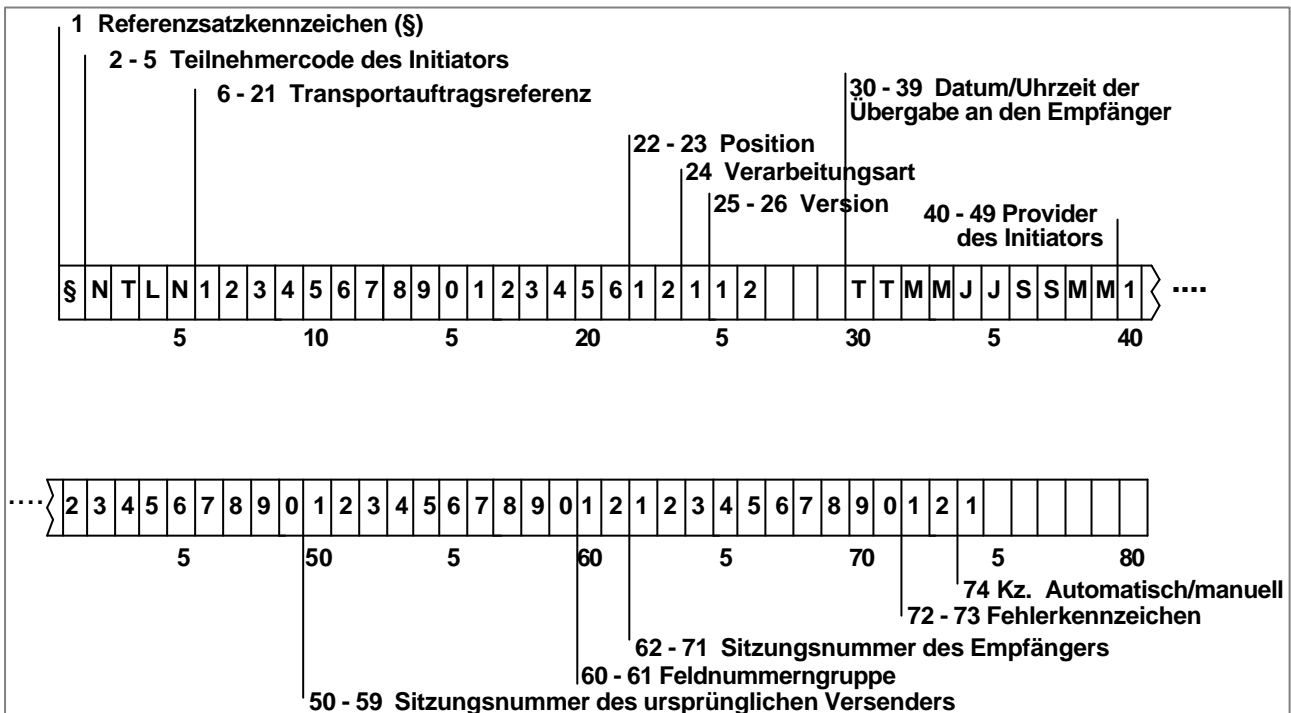 1 Referenzsatzkennzeichen (§)
2 - 5 Teilnehmercode des Initiators
6 - 21 Transportauftragsreferenz
30 - 39 Datum/Uhrzeit der
Übergabe an den Empfänger
22 - 23 Position
24 Verarbeitungsart
25 - 26 Version
40 - 49 Provider
des Initiators
§ N T L N 1 2 3 4 5 6 7 8 9 0 1 2 3 4 5 6 1 2 1 1 2 T T M M J J S S M M 1 ....
5 10 5 20 5 30 5 40
.... 2 3 4 5 6 7 8 9 0 1 2 3 4 5 6 7 8 9 0 1 2 1 2 3 4 5 6 7 8 9 0 1 2 1
5 50 5 60 5 70 5 80
74 Kz. Automatisch/manuell
72 - 73 Fehlerkennzeichen
62 - 71 Sitzungsnummer des Empfängers
60 - 61 Feldnummerngruppe
50 - 59 Sitzungsnummer des ursprünglichen Versenders